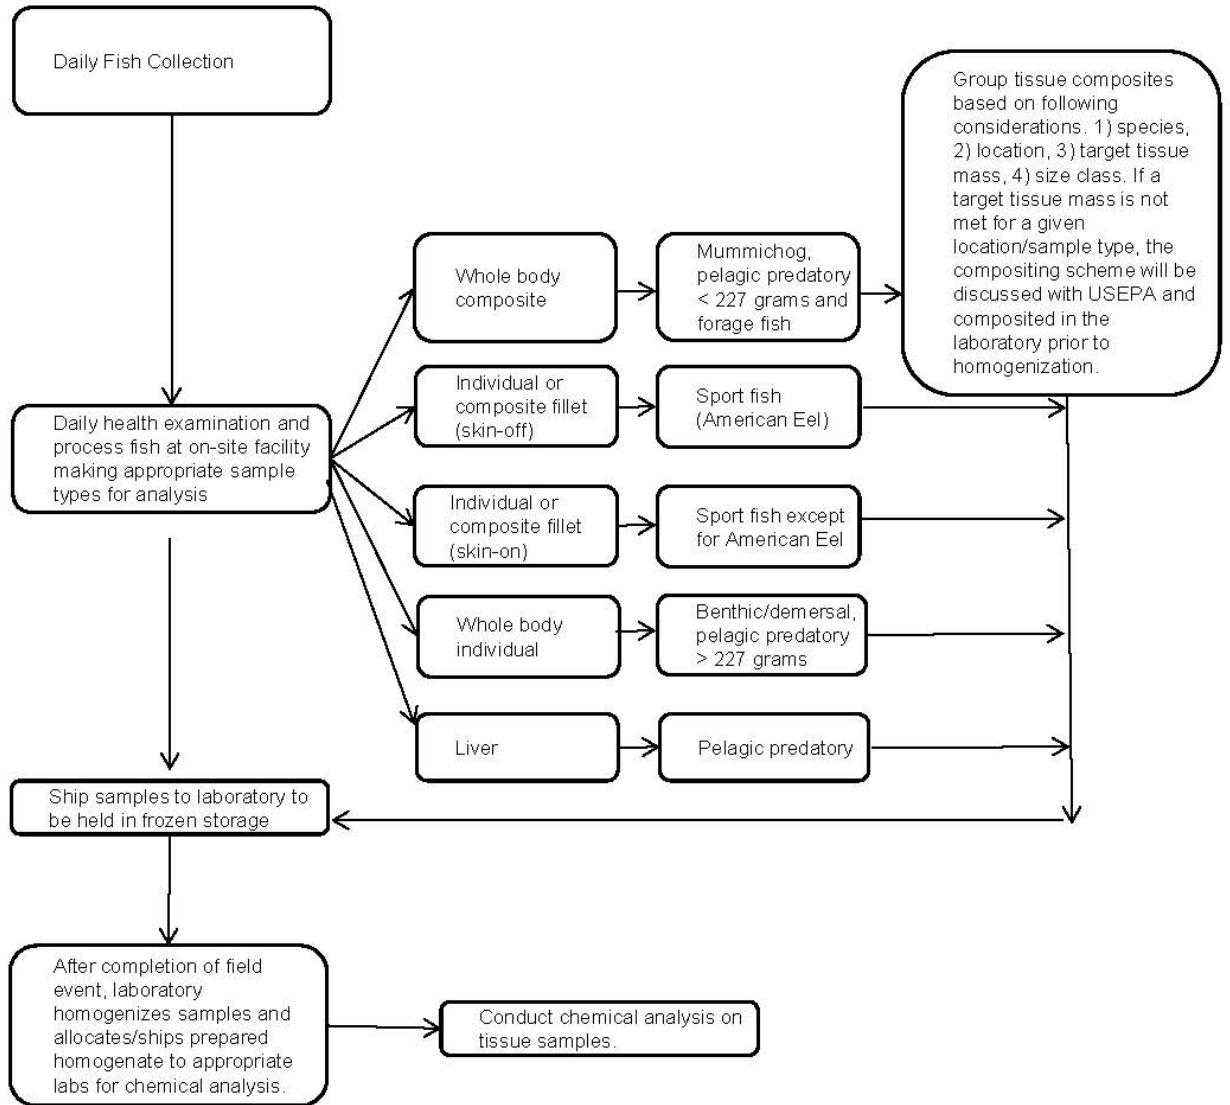 Daily Fish Collection
Group tissue composites
based on following
considerations. 1) species,
2) location, 3) target tissue
mass, 4) size class. If a
target tissue mass is not
met for a given
location/sample type, the
compositing scheme will be
discussed with USEPA and
composited in the
laboratory prior to
homogenization.
Whole body
composite
Mummichog,
pelagic predatory
< 227 grams and
forage fish
Individual or
composite fillet
(skin-off)
Sport fish
(American Eel)
Daily health examination and
process fish at on-site facility
making appropriate sample
types for analysis
Individual or
composite fillet
(skin-on)
Sport fish except
for American Eel
Whole body
individual
Benthic/demersal,
pelagic predatory
> 227 grams
Liver
Pelagic predatory
Ship samples to laboratory to
be held in frozen storage
After completion of field
event, laboratory
homogenizes samples and
allocates/ships prepared
homogenate to appropriate
labs for chemical analysis.
Conduct chemical analysis on
tissue samples.